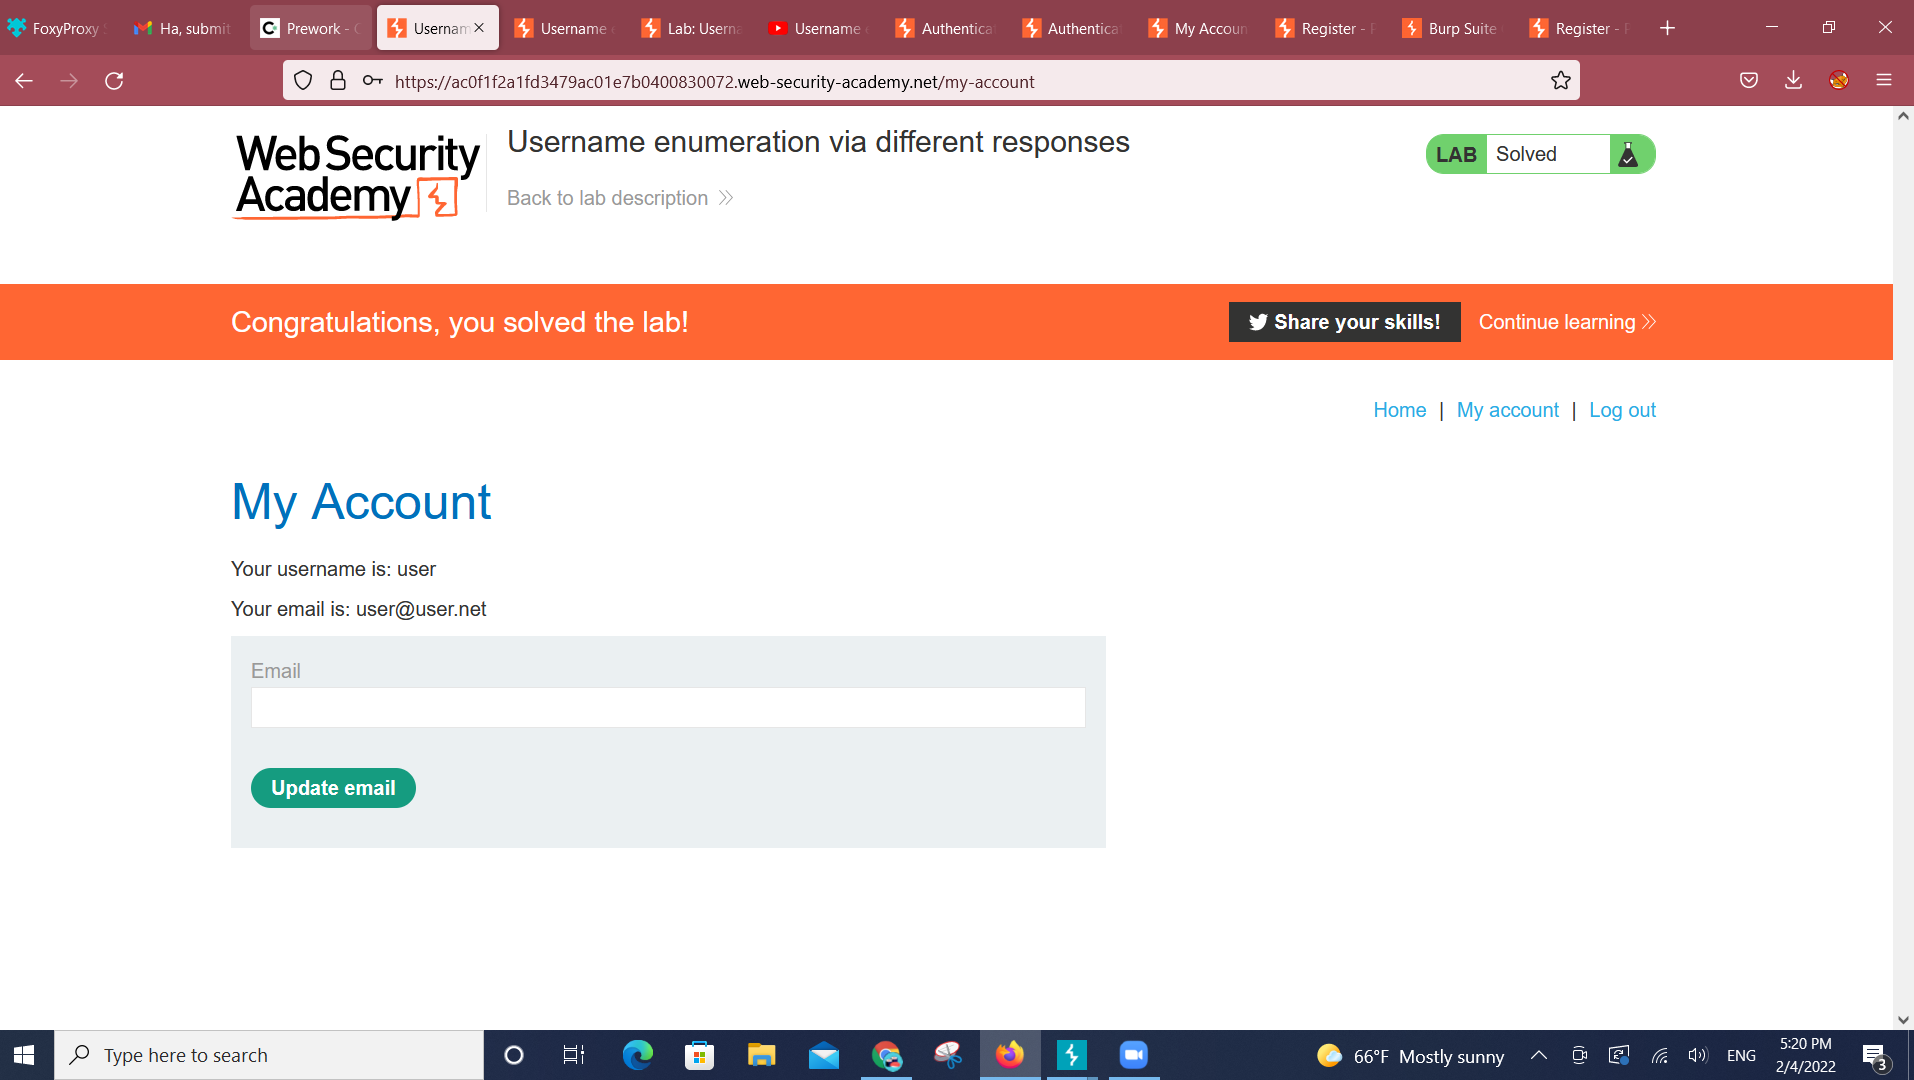 FoxyProxy
Ha, submit
Prework -
Usernam
Username
Lab: Userna
Username
Authentica
Authentica
My Accoun
Register -
Burp Suite
Register -
https://ac0f1f2a1fd3479ac01e7b0400830072.web-security-academy.net/my-account
Web Security
Academy
Username enumeration via different responses
Back to lab description
LAB Solved
Congratulations, you solved the lab!
Share your skills!
Continue learning
Home | My account | Log out
My Account
Your username is: user
Your email is: user@user.net
Email
Update email
Type here to search
66°F Mostly sunny
ENG
5:20 PM
2/4/2022
3